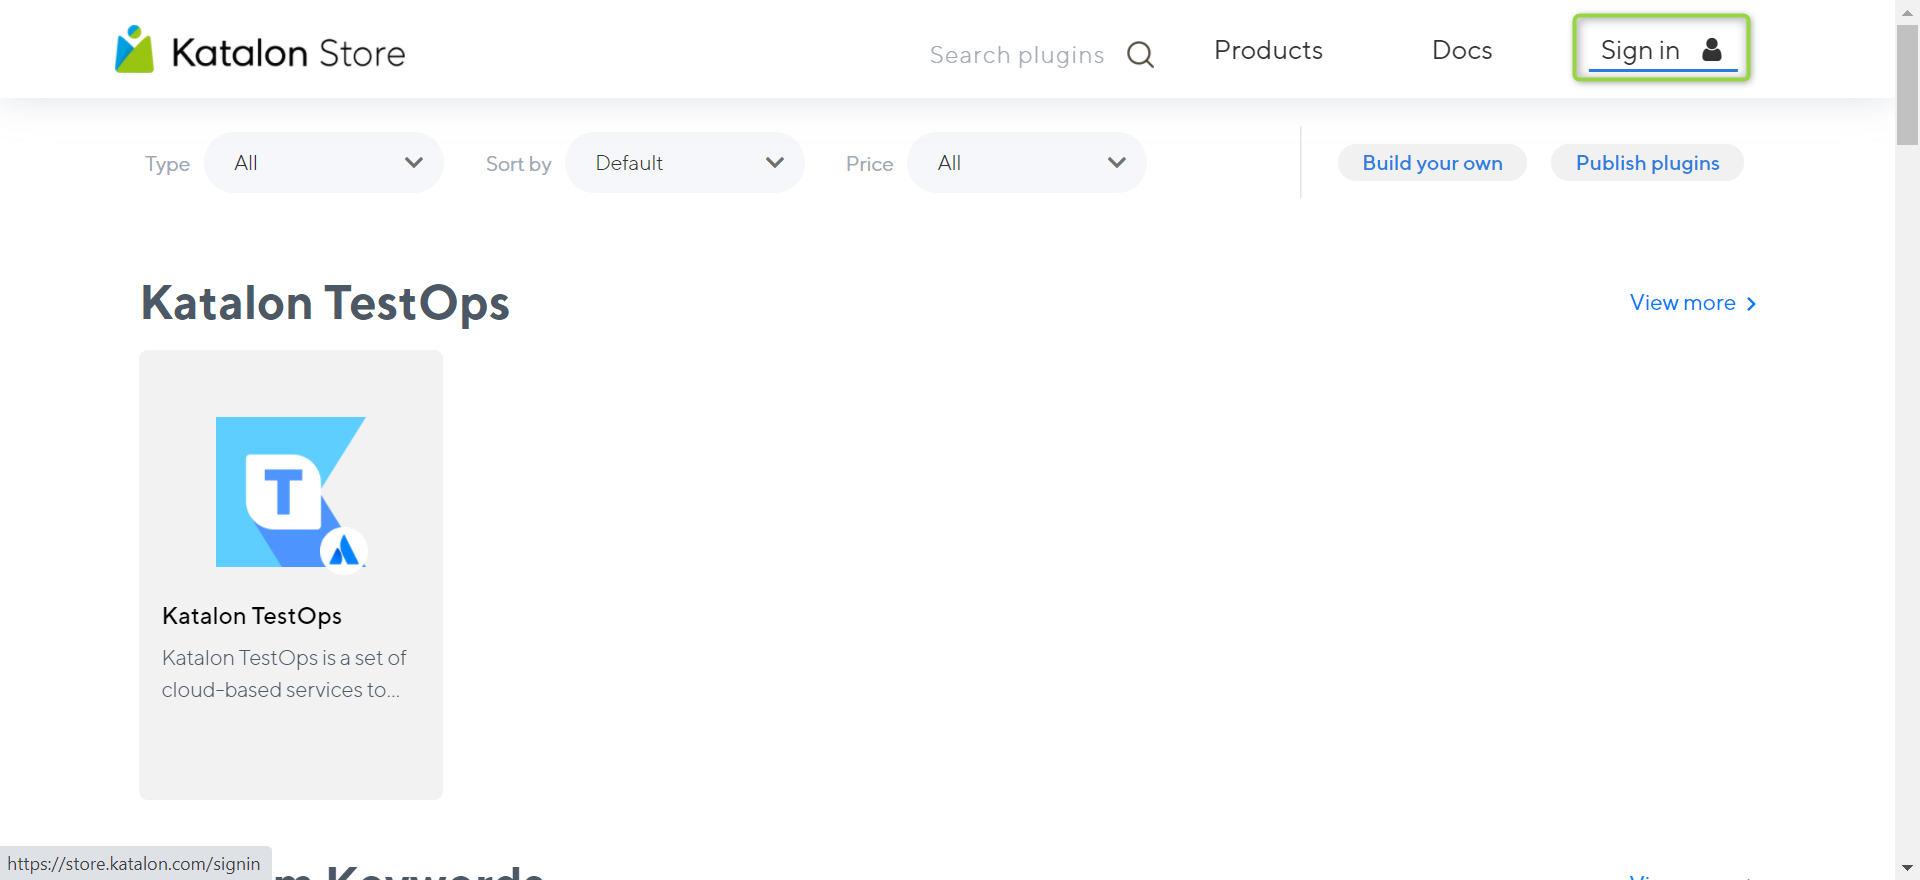 Katalon Store
Search plugins
Products
Docs
Sign in
Type
All
Sort by
Default
Price
All
Build your own
Publish plugins
Katalon TestOps
View more
T
Katalon TestOps
Katalon TestOps is a set of
cloud-based services to...
https://store.katalon.com/signin
Keywords